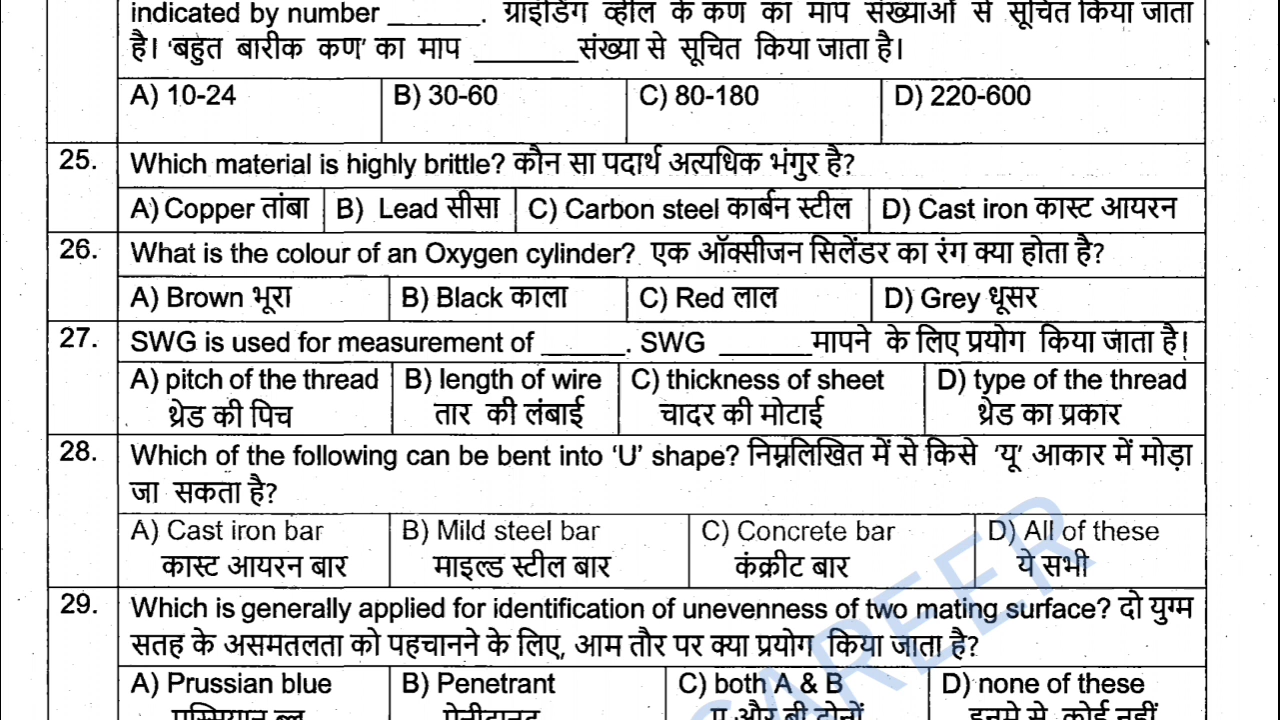 indicated by number ______. ग्राइंडिंग व्हील के कण का माप संख्याओं से सूचित किया जाता
है। 'बहुत बारीक कण' का माप _______संख्या से सूचित किया जाता है।
A) 10-24 B) 30-60 C) 80-180 D) 220-600
25. Which material is highly brittle? कौन सा पदार्थ अत्यधिक भंगुर है?
A) Copper तांबा B) Lead सीसा C) Carbon steel कार्बन स्टील D) Cast iron कास्ट आयरन
26. What is the colour of an Oxygen cylinder? एक ऑक्सीजन सिलेंडर का रंग क्या होता है?
A) Brown भूरा B) Black काला C) Red लाल D) Grey धूसर
27. SWG is used for measurement of ______. SWG ______मापने के लिए प्रयोग किया जाता है।
A) pitch of the thread B) length of wire C) thickness of sheet D) type of the thread
थ्रेड की पिच तार की लंबाई चादर की मोटाई थ्रेड का प्रकार
28. Which of the following can be bent into 'U' shape? निम्नलिखित में से किसे 'यू' आकार में मोड़ा
जा सकता है?
A) Cast iron bar B) Mild steel bar C) Concrete bar D) All of these
कास्ट आयरन बार माइल्ड स्टील बार कंक्रीट बार ये सभी
29. Which is generally applied for identification of unevenness of two mating surface? दो युग्म
सतह के असमतलता को पहचानने के लिए, आम तौर पर क्या प्रयोग किया जाता है?
A) Prussian blue B) Penetrant C) both A & B D) none of these
ए और बी दोनों इनमे से कोई नहीं
CAREER